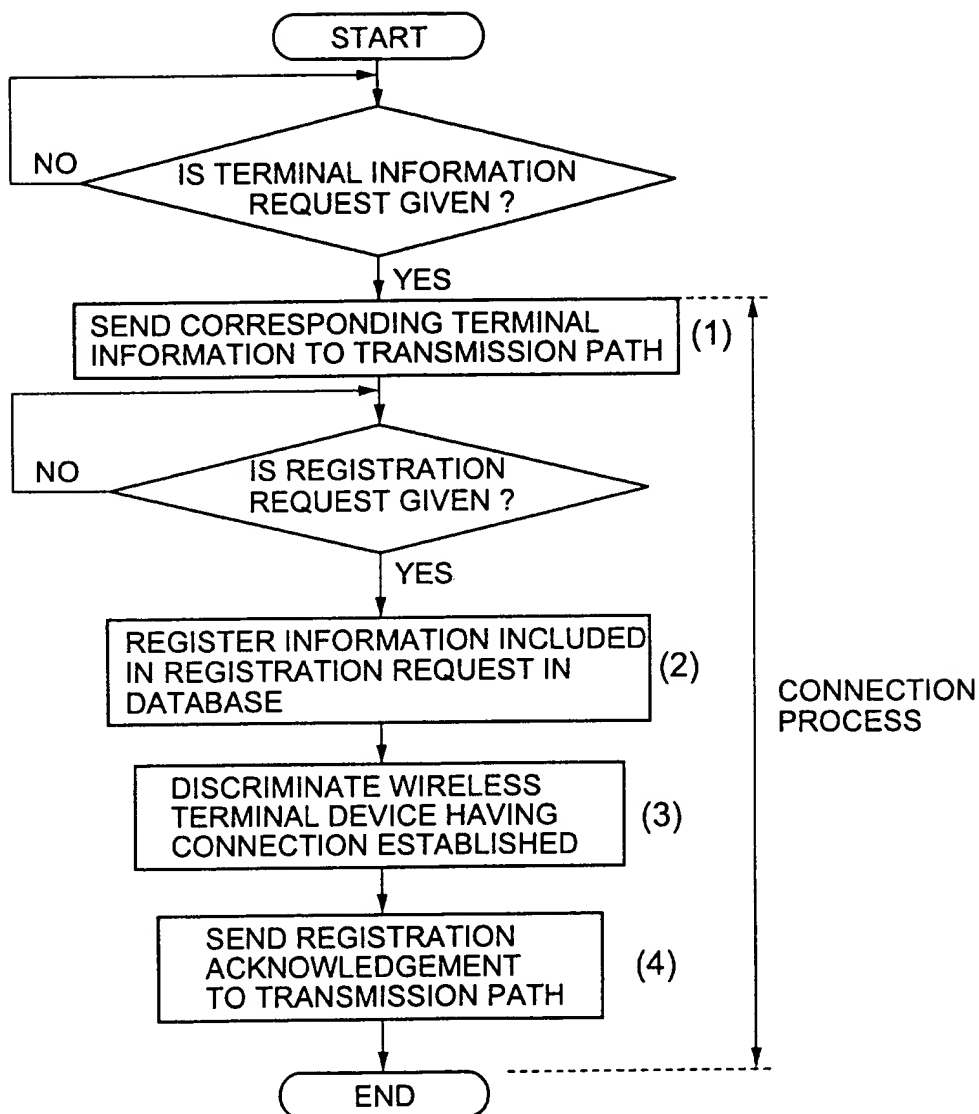 START
NO
IS TERMINAL INFORMATION
REQUEST GIVEN ?
YES
SEND CORRESPONDING TERMINAL
INFORMATION TO TRANSMISSION PATH
(1)
NO
IS REGISTRATION
REQUEST GIVEN ?
YES
REGISTER INFORMATION INCLUDED
IN REGISTRATION REQUEST IN
DATABASE
(2)
CONNECTION
PROCESS
DISCRIMINATE WIRELESS
TERMINAL DEVICE HAVING
CONNECTION ESTABLISHED
(3)
SEND REGISTRATION
ACKNOWLEDGEMENT
TO TRANSMISSION PATH
(4)
END